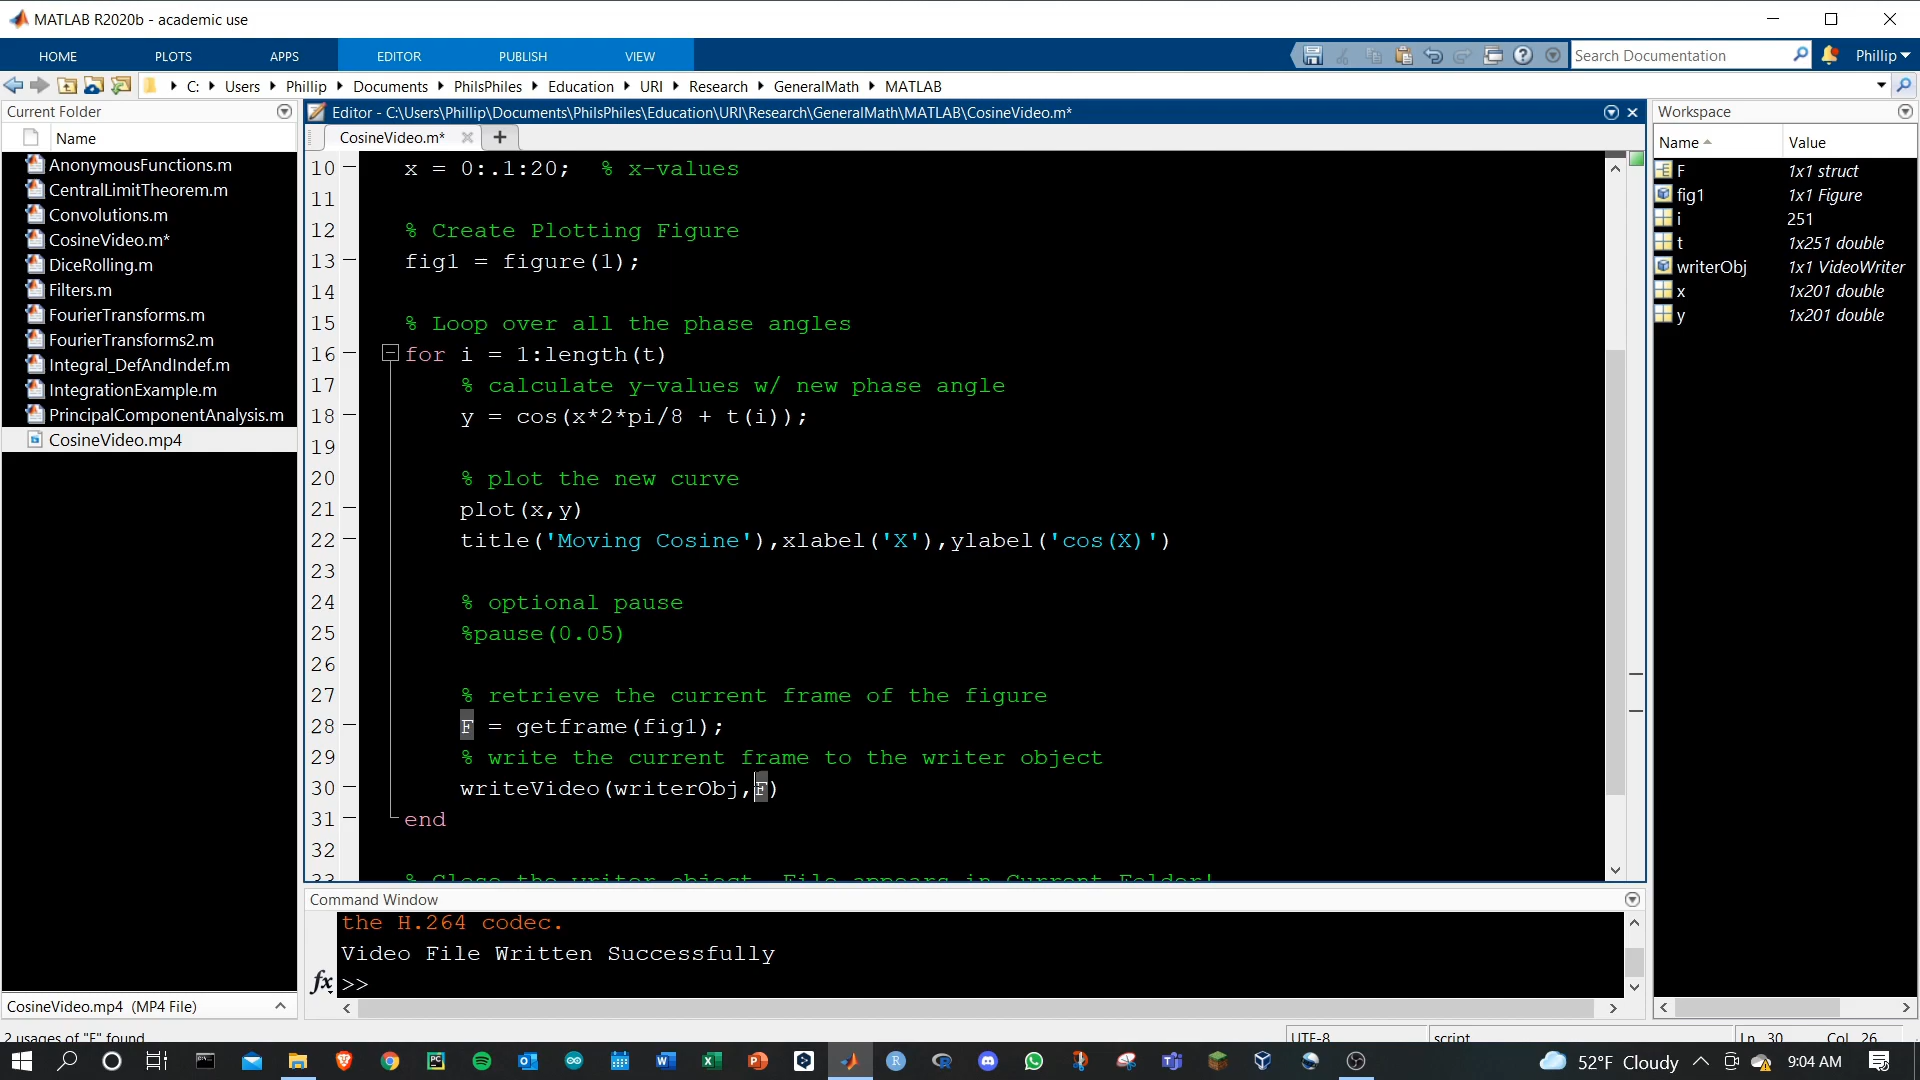 MATLAB R2020b - academic use
HOME PLOTS APPS EDITOR PUBLISH VIEW Search Documentation Phillip
C: Users Phillip Documents PhilsPhiles Education URI Research GeneralMath MATLAB
Current Folder
Name
AnonymousFunctions.m
CentralLimitTheorem.m
Convolutions.m
CosineVideo.m*
DiceRolling.m
Filters.m
FourierTransforms.m
FourierTransforms2.m
Integral_DefAndIndef.m
IntegrationExample.m
PrincipalComponentAnalysis.m
CosineVideo.mp4
CosineVideo.mp4 (MP4 File)
Editor - C:\Users\Phillip\Documents\PhilsPhiles\Education\URI\Research\GeneralMath\MATLAB\CosineVideo.m*
CosineVideo.m*
10 x = 0:.1:20; % x-values
11
12 % Create Plotting Figure
13 fig1 = figure(1);
14
15 % Loop over all the phase angles
16 for i = 1:length(t)
17 % calculate y-values w/ new phase angle
18 y = cos(x*2*pi/8 + t(i));
19
20 % plot the new curve
21 plot(x,y)
22 title('Moving Cosine'),xlabel('X'),ylabel('cos(X)')
23
24 % optional pause
25 %pause(0.05)
26
27 % retrieve the current frame of the figure
28 F = getframe(fig1);
29 % write the current frame to the writer object
30 writeVideo(writerObj,F)
31 end
32
33 % Close the writer object. File appears in Current Folder!
Command Window
the H.264 codec.
Video File Written Successfully
fx >>
Workspace
Name Value
F 1x1 struct
fig1 1x1 Figure
i 251
t 1x251 double
writerObj 1x1 VideoWriter
x 1x201 double
y 1x201 double
2 usages of "F" found
UTF-8 script Ln 30 Col 26
52°F Cloudy 9:04 AM